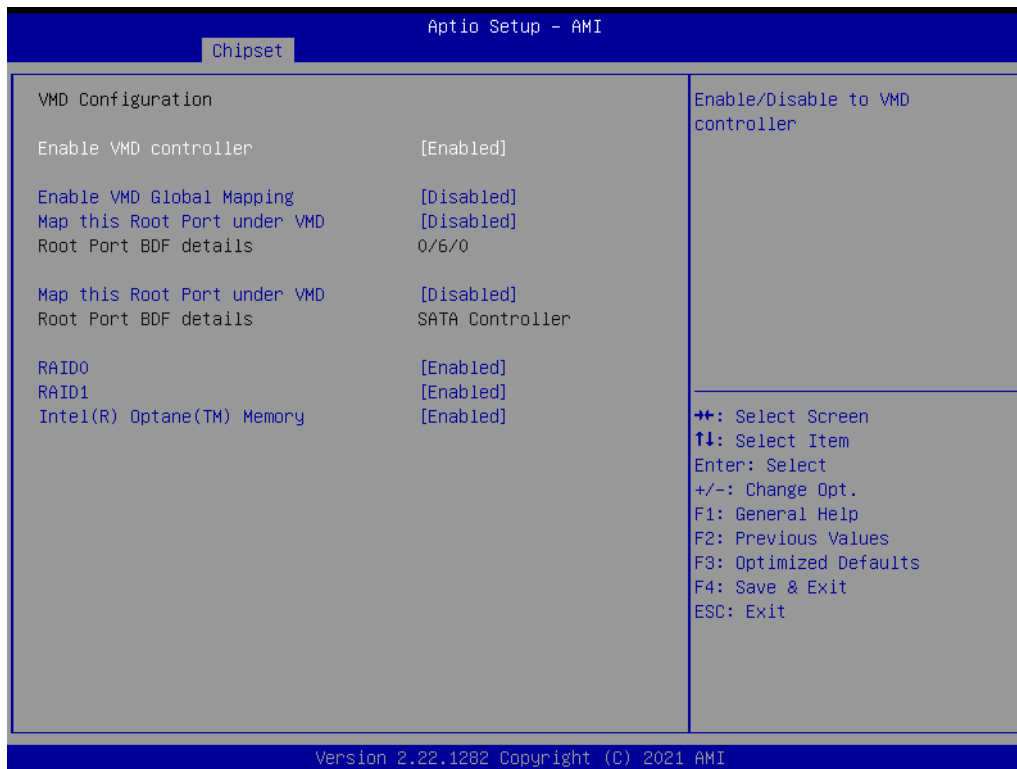 Aptio Setup – AMI
Chipset
VMD Configuration
Enable VMD controller [Enabled]
Enable VMD Global Mapping [Disabled]
Map this Root Port under VMD [Disabled]
Root Port BDF details 0/6/0
Map this Root Port under VMD [Disabled]
Root Port BDF details SATA Controller
RAID0 [Enabled]
RAID1 [Enabled]
Intel(R) Optane(TM) Memory [Enabled]
Enable/Disable to VMD
controller
→←: Select Screen
↑↓: Select Item
Enter: Select
+/-: Change Opt.
F1: General Help
F2: Previous Values
F3: Optimized Defaults
F4: Save & Exit
ESC: Exit
Version 2.22.1282 Copyright (C) 2021 AMI